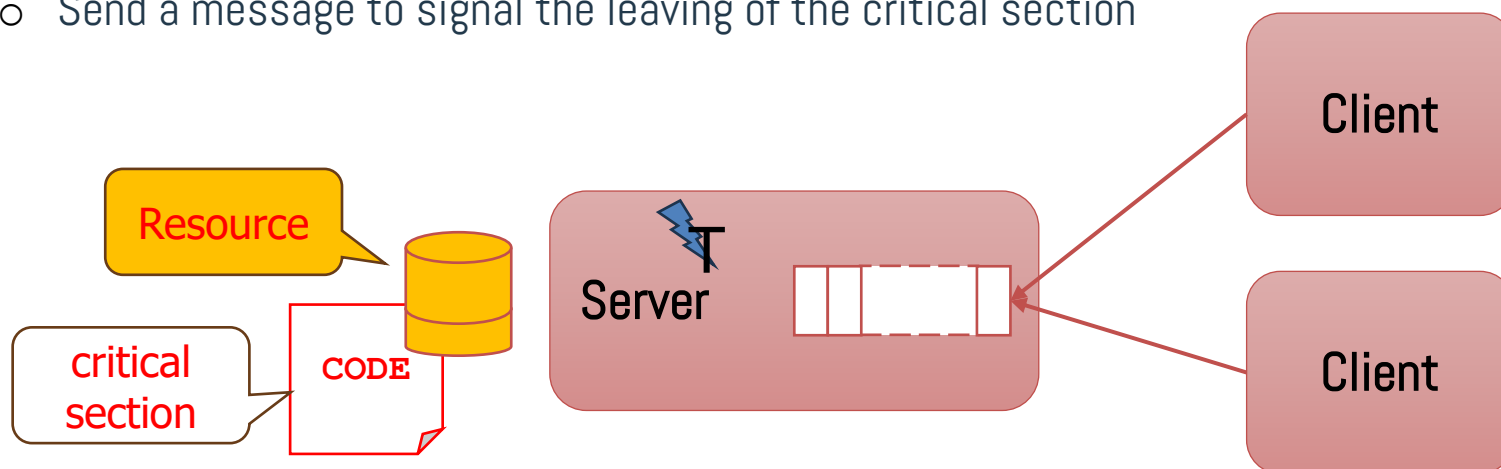 o Send a message to signal the leaving of the critical section
Client
Resource
T
Server
critical
section
CODE
Client